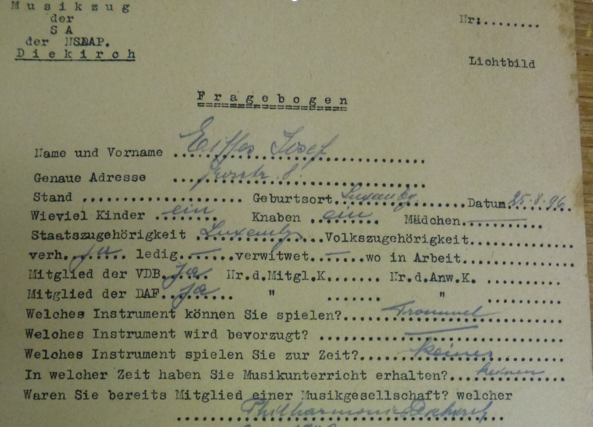 Musikzug
der
SA
der NSDAP.
Diekirch
Nr:........
Lichtbild
Fragebogen
Name und Vorname Eiffes Josef
Genaue Adresse
Stand .................. Geburtsort Luxembg Datum 25.8.96
Wieviel Kinder ein Knaben ein Mädchen
Staatszugehörigkeit Luxembg Volkszugehörigkeit
verh. ja ledig. — verwitwet — wo in Arbeit
Mitglied der VDB. ja Nr.d.Mitgl.K....... Nr.d.Anw.K. .......
Mitglied der DAF. ja " ....... " .......
Welches Instrument können Sie spielen? Trommel
Welches Instrument wird bevorzugt? —
Welches Instrument spielen Sie zur Zeit? keines
In welcher Zeit haben Sie Musikunterricht erhalten? keinen
Waren Sie bereits Mitglied einer Musikgesellschaft? welcher
Philharmonie